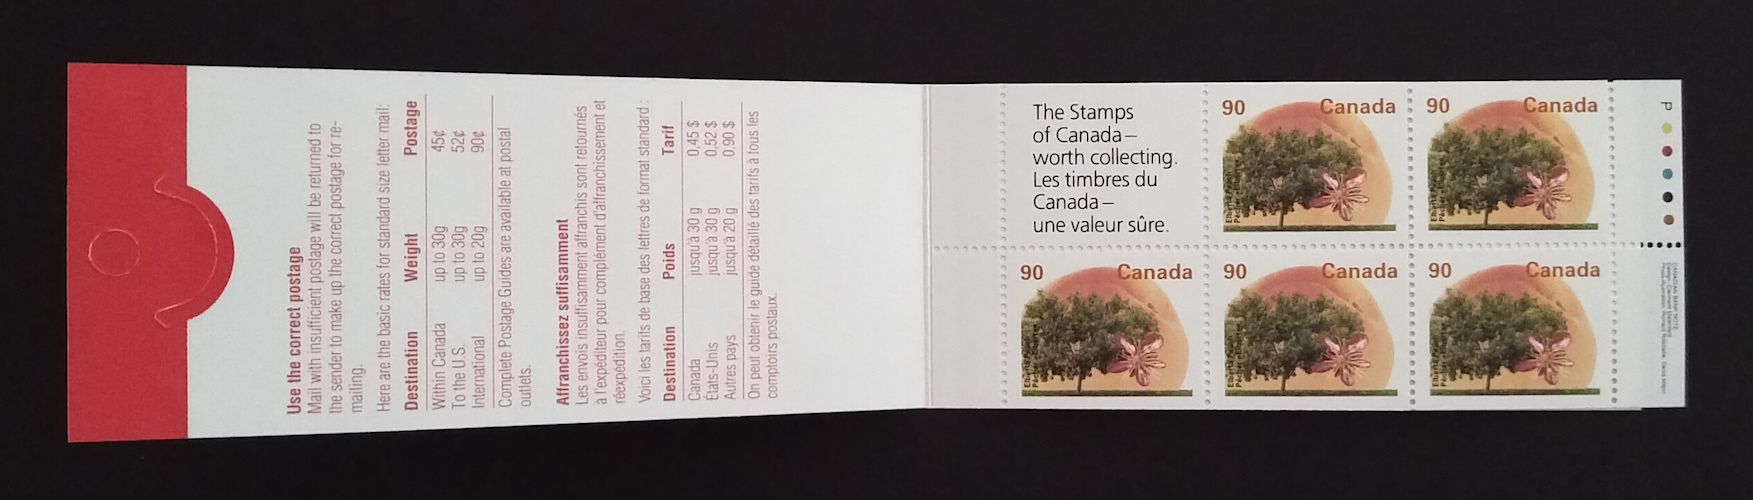 Use the correct postage
Mail with insufficient postage will be returned to
the sender to make up the correct postage for re-
mailing.
Here are the basic rates for standard size letter mail:
Destination Weight Postage
Within Canada up to 30g 45¢
To the U.S. up to 30g 52¢
International up to 20g 90¢
Complete Postage Guides are available at postal
outlets.
Affranchissez suffisamment
Les envois insuffisamment affranchis sont retournés
à l'expéditeur pour complément d'affranchissement et
réexpédition.
Voici les tarifs de base des lettres de format standard :
Destination Poids Tarif
Canada jusqu'à 30 g 0,45 $
États-Unis jusqu'à 30 g 0,52 $
Autres pays jusqu'à 20 g 0,90 $
On peut obtenir le guide détaillé des tarifs à tous les
comptoirs postaux.
The Stamps
of Canada–
worth collecting.
Les timbres du
Canada–
une valeur sûre.
90 Canada
90 Canada
90 Canada
90 Canada
90 Canada
P
CANADIAN BANK NOTE